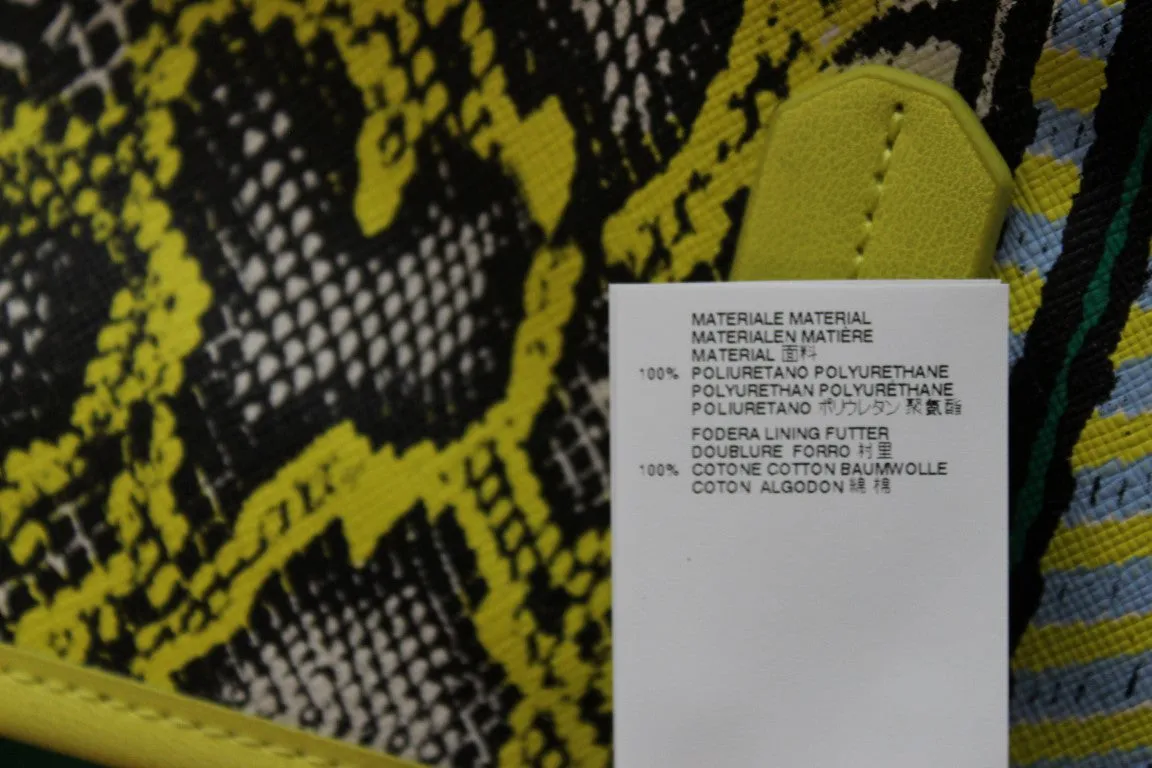 MATERIALE MATERIAL
MATERIALEN MATIÈRE
MATERIAL 面料
100% POLIURETANO POLYURETHANE
POLYURETHAN POLYURÉTHANE
POLIURETANO ポリウレタン 聚氨酯
FODERA LINING FUTTER
DOUBLURE FORRO 村里
100% COTONE COTTON BAUMWOLLE
COTON ALGODON 綿 棉